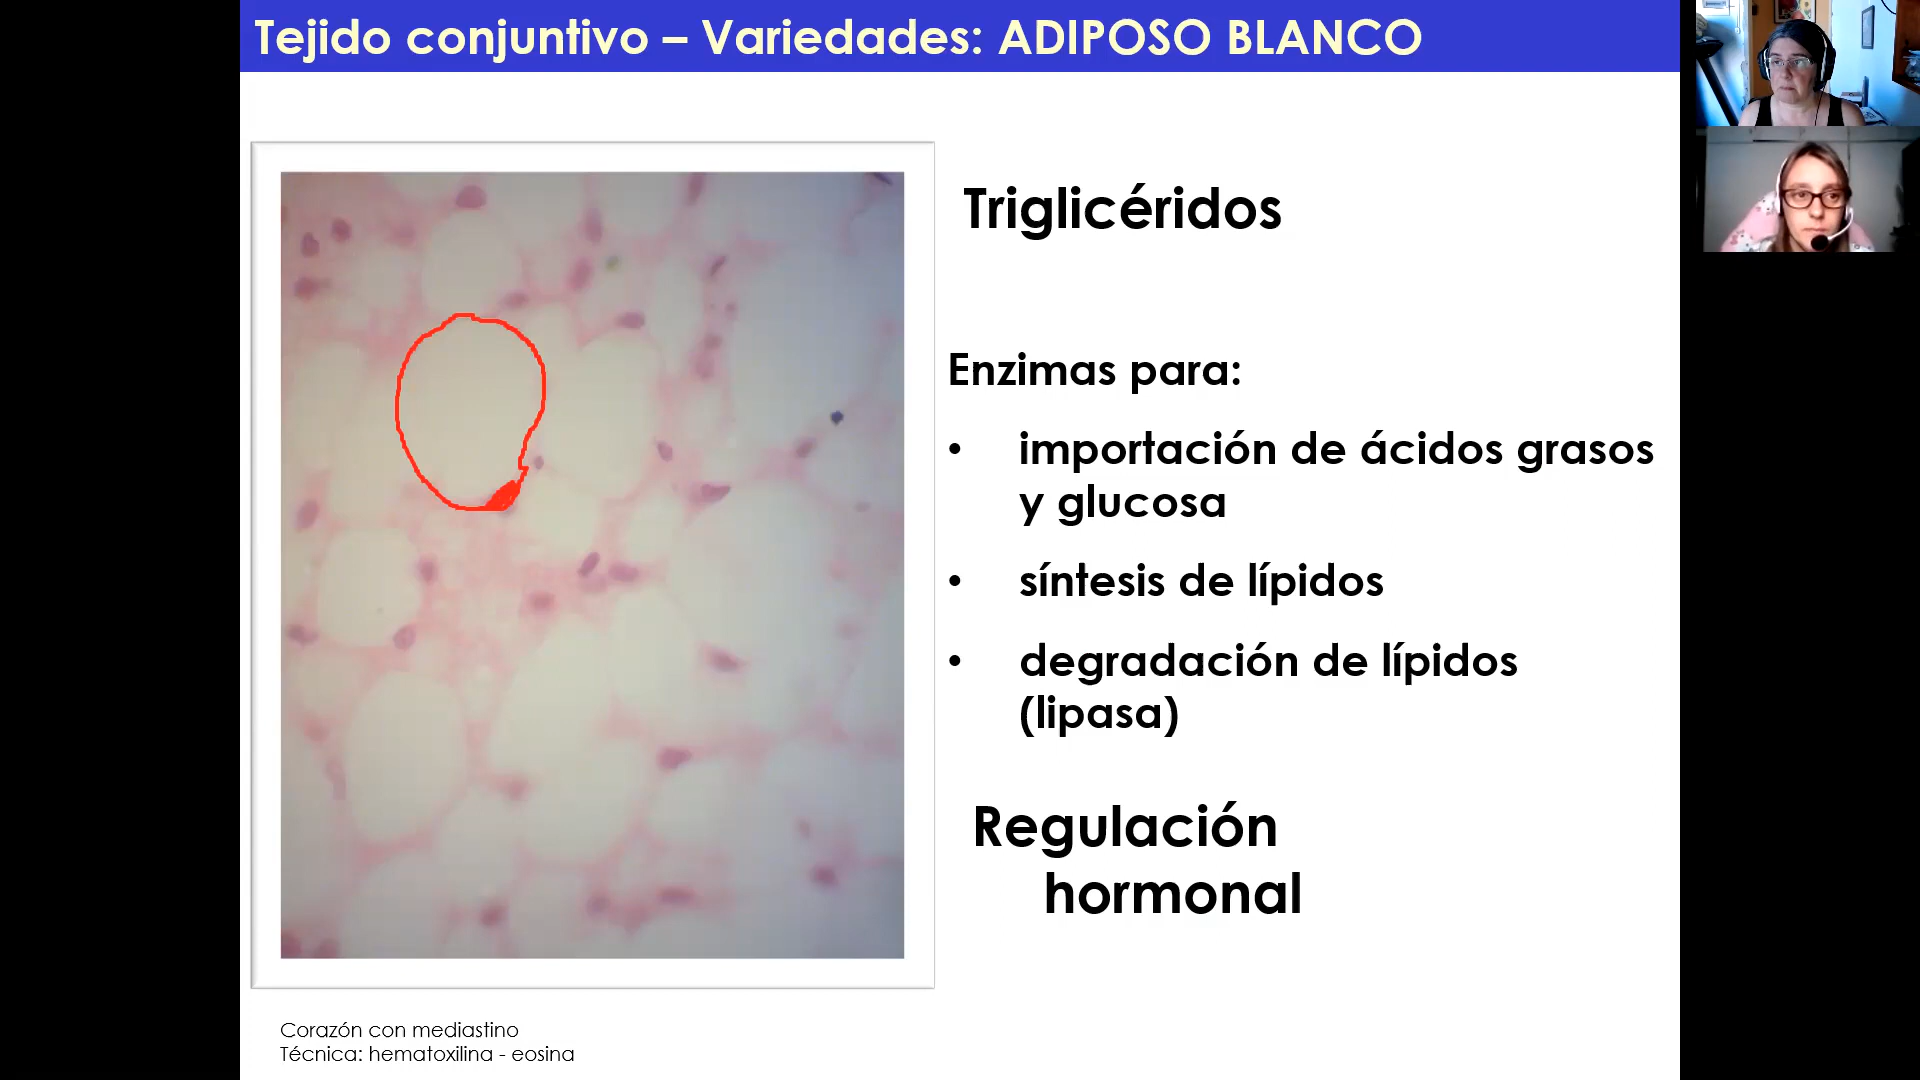 Tejido conjuntivo – Variedades: ADIPOSO BLANCO
Triglicéridos
Enzimas para:
• importación de ácidos grasos
y glucosa
• síntesis de lípidos
• degradación de lípidos
(lipasa)
Regulación
hormonal
Corazón con mediastino
Técnica: hematoxilina - eosina